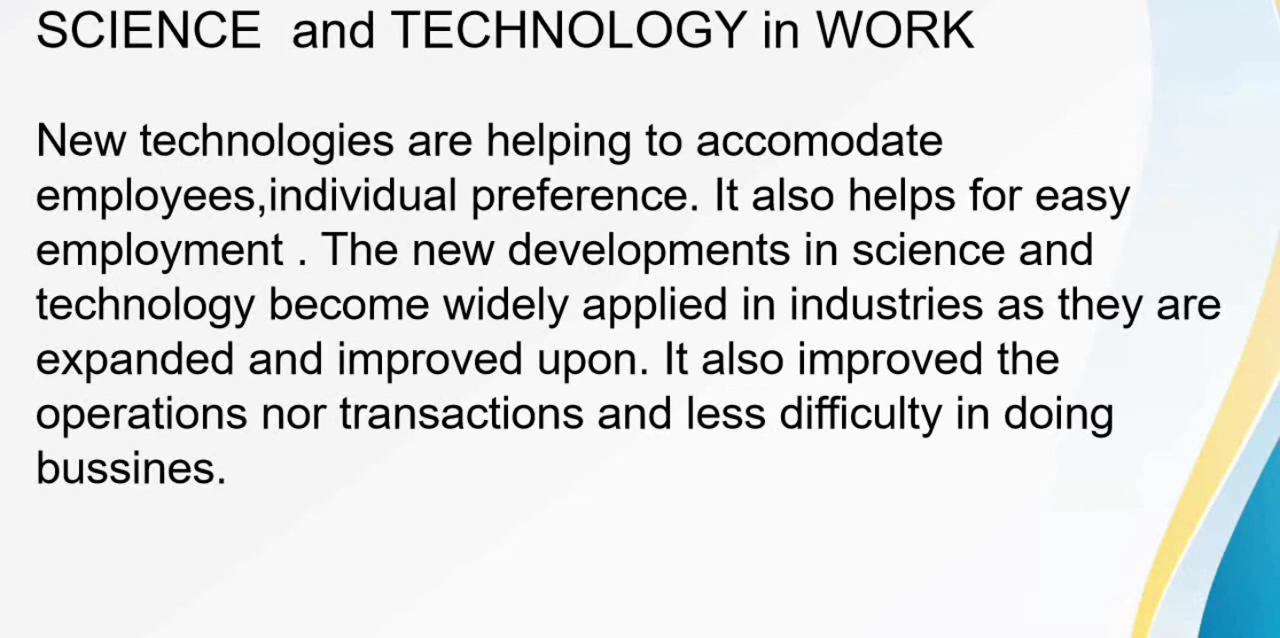 SCIENCE  and TECHNOLOGY in WORK
New technologies are helping to accomodate
employees,individual preference. It also helps for easy
employment . The new developments in science and
technology become widely applied in industries as they are
expanded and improved upon. It also improved the
operations nor transactions and less difficulty in doing
bussines.